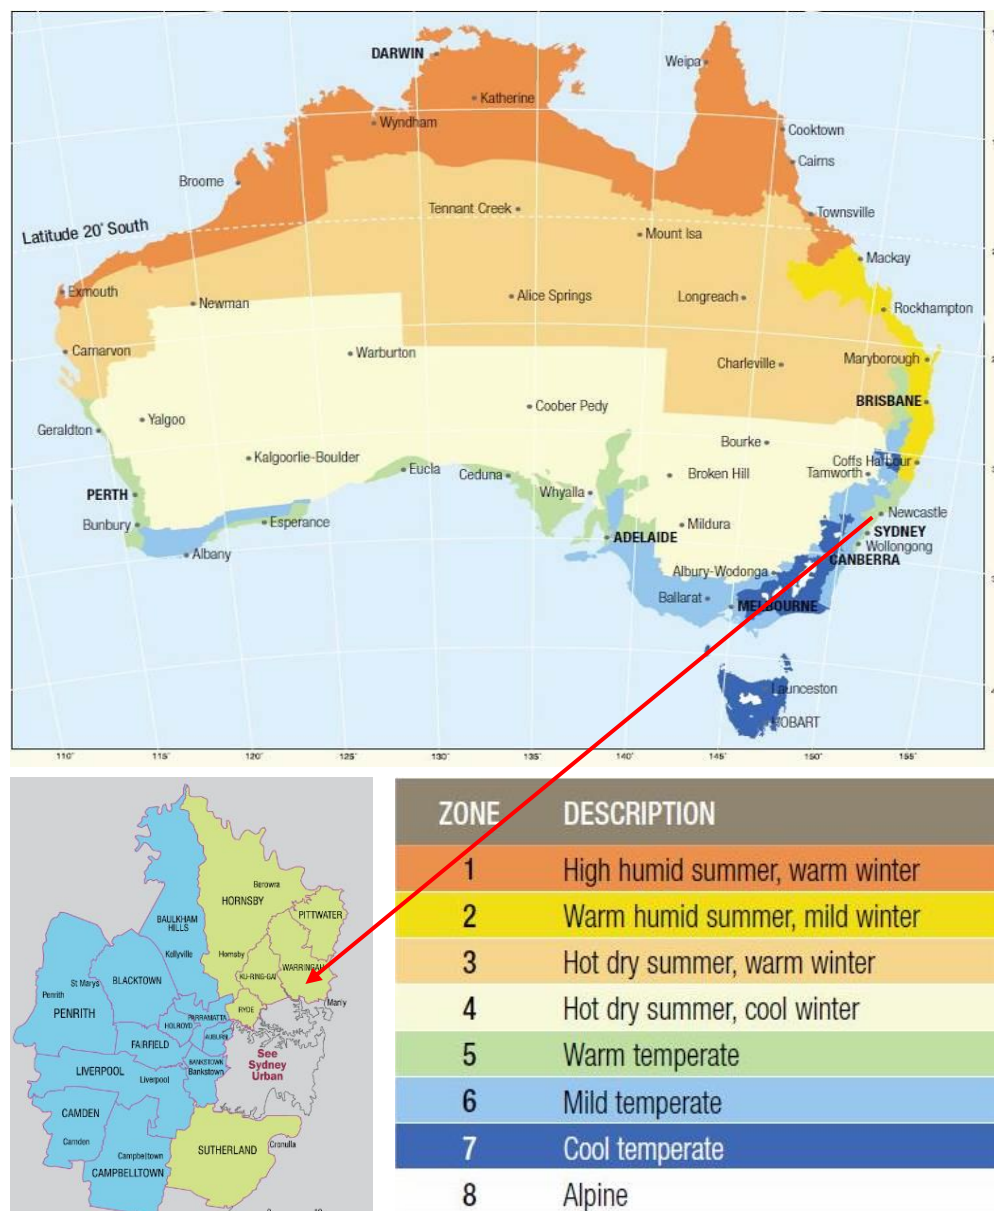 DARWIN
Weipa
Katherine
Wyndham
Cooktown
Cairns
Broome
Tennant Creek
Townsville
Latitude 20° South
Mount Isa
Mackay
Exmouth
Newman
Alice Springs
Longreach
Rockhampton
Carnarvon
Warburton
Charleville
Maryborough
BRISBANE
Coober Pedy
Yalgoo
Geraldton
Bourke
Kalgoorlie-Boulder
Eucla
Ceduna
Broken Hill
Coffs Harbour
Tamworth
PERTH
Whyalla
Newcastle
Bunbury
Esperance
Mildura
SYDNEY
ADELAIDE
Wollongong
Albany
CANBERRA
Albury-Wodonga
Ballarat
MELBOURNE
Launceston
HOBART
110° 115° 120° 125° 130° 135° 140° 145° 150° 155°
Berowra
HORNSBY
PITTWATER
BAULKHAM
HILLS
Kellyville
Hornsby
WARRINGAH
KU-RING-GAI
St Marys
BLACKTOWN
Penrith
PENRITH
Manly
RYDE
PARRAMATTA
HOLROYD
AUBURN
FAIRFIELD
See
Sydney
Urban
BANKSTOWN
Bankstown
LIVERPOOL
Liverpool
CAMDEN
Camden
SUTHERLAND
Cronulla
Campbelltown
CAMPBELLTOWN
ZONE DESCRIPTION
1 High humid summer, warm winter
2 Warm humid summer, mild winter
3 Hot dry summer, warm winter
4 Hot dry summer, cool winter
5 Warm temperate
6 Mild temperate
7 Cool temperate
8 Alpine